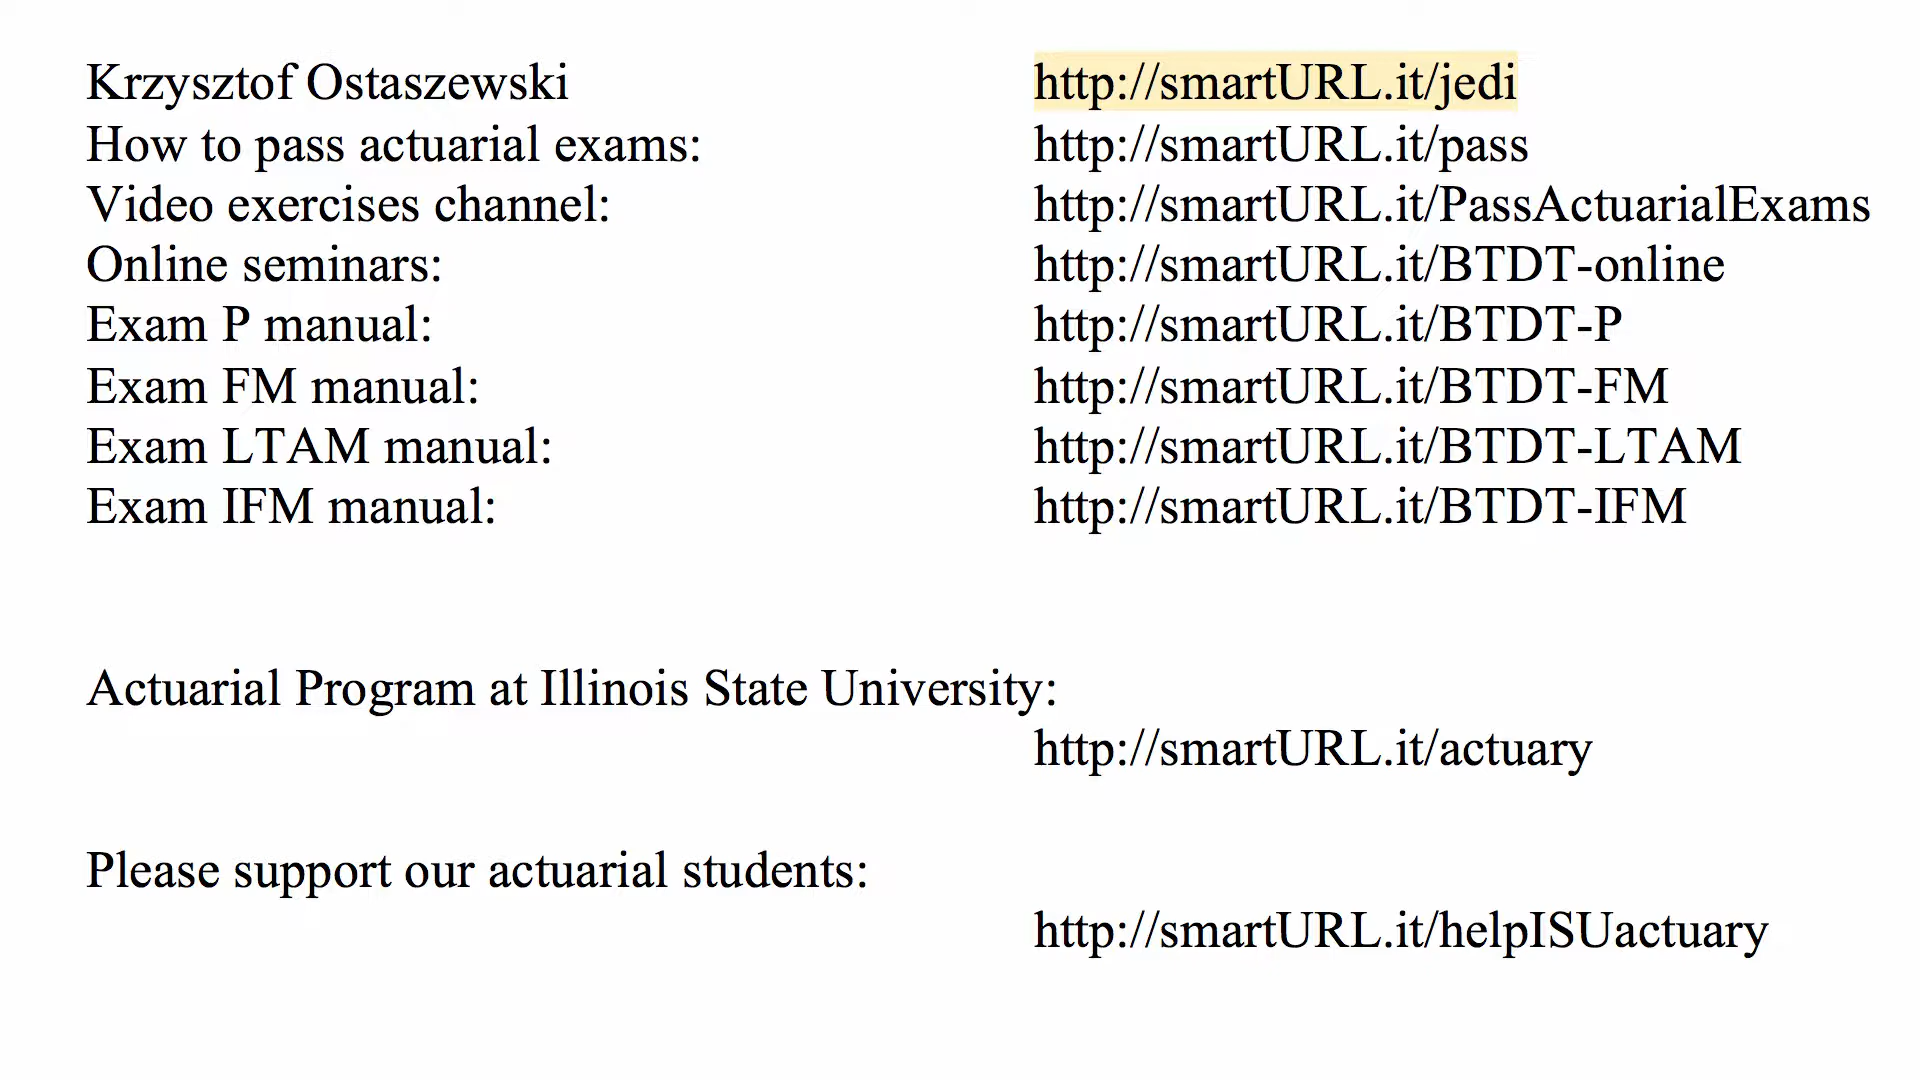 Krzysztof Ostaszewski http://smartURL.it/jedi
How to pass actuarial exams: http://smartURL.it/pass
Video exercises channel: http://smartURL.it/PassActuarialExams
Online seminars: http://smartURL.it/BTDT-online
Exam P manual: http://smartURL.it/BTDT-P
Exam FM manual: http://smartURL.it/BTDT-FM
Exam LTAM manual: http://smartURL.it/BTDT-LTAM
Exam IFM manual: http://smartURL.it/BTDT-IFM
Actuarial Program at Illinois State University:
http://smartURL.it/actuary
Please support our actuarial students:
http://smartURL.it/helpISUactuary